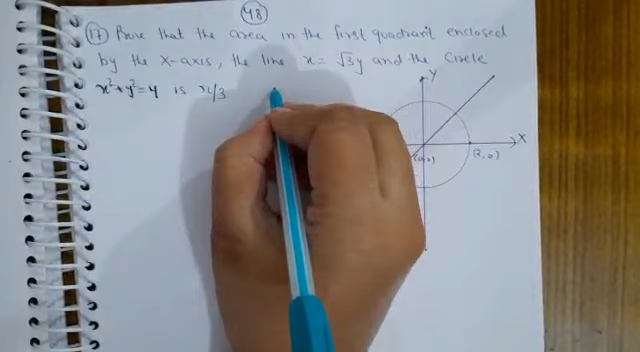 48
17 Prove that the area in the first quadrant enclosed
by the x-axis, the line x = √3y and the Circle
x²+y²=4 is π/3
Y
X
(0,0)
(2,0)